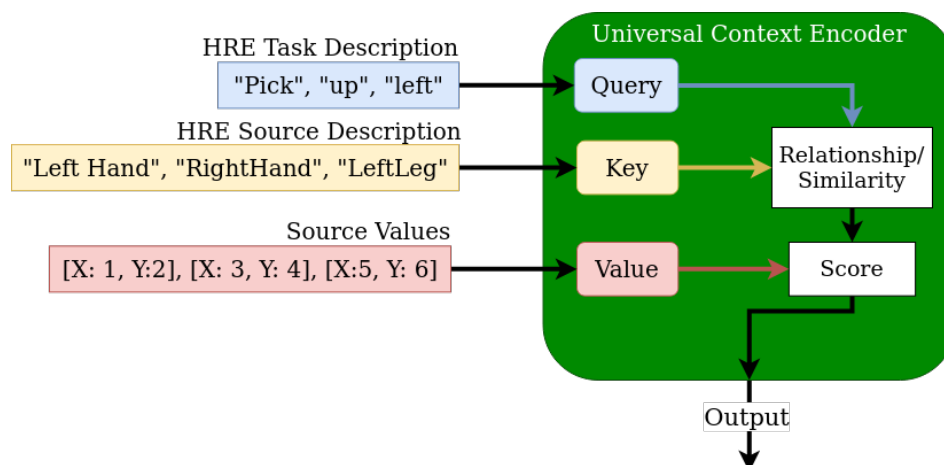 HRE Task Description
"Pick", "up", "left"
HRE Source Description
"Left Hand", "RightHand", "LeftLeg"
Source Values
[X: 1, Y:2], [X: 3, Y: 4], [X:5, Y: 6]
Universal Context Encoder
Query
Key
Value
Relationship/
Similarity
Score
Output